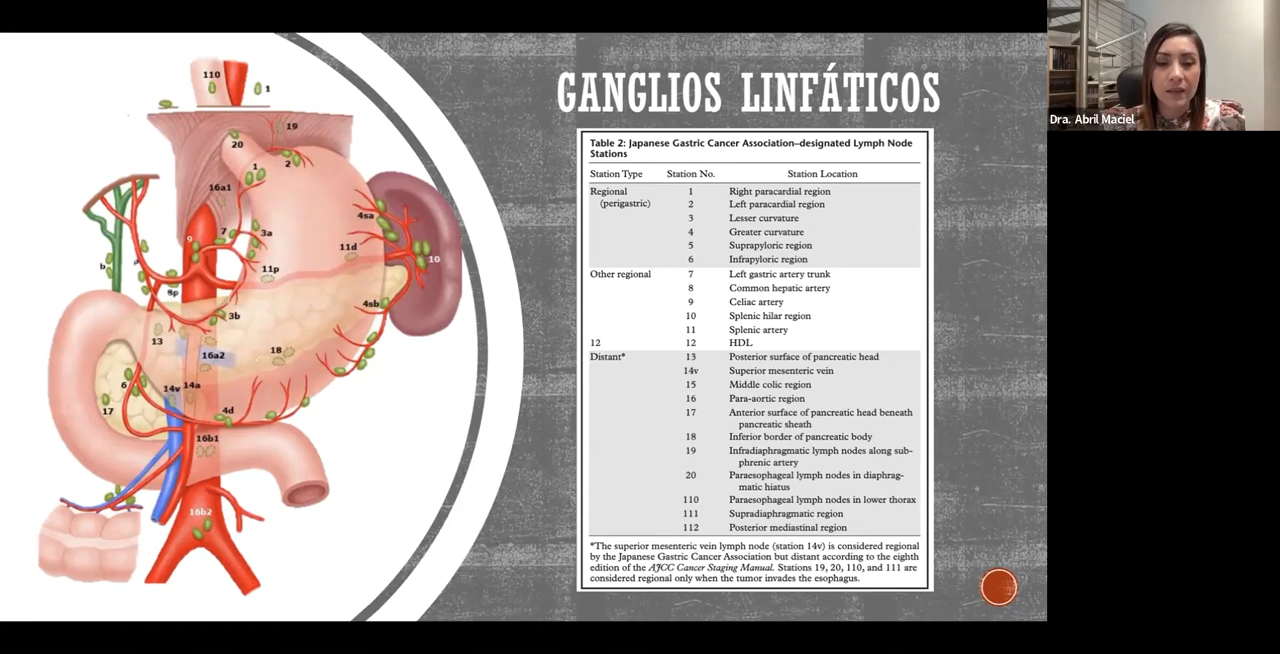 GANGLIOS LINFÁTICOS
Dra. Abril Maciel
Table 2: Japanese Gastric Cancer Association–designated Lymph Node
Stations
Station Type Station No. Station Location
Regional 1 Right paracardial region
(perigastric) 2 Left paracardial region
3 Lesser curvature
4 Greater curvature
5 Suprapyloric region
6 Infrapyloric region
Other regional 7 Left gastric artery trunk
8 Common hepatic artery
9 Celiac artery
10 Splenic hilar region
11 Splenic artery
12 12 HDL
Distant* 13 Posterior surface of pancreatic head
14v Superior mesenteric vein
15 Middle colic region
16 Para-aortic region
17 Anterior surface of pancreatic head beneath
pancreatic sheath
18 Inferior border of pancreatic body
19 Infradiaphragmatic lymph nodes along sub-
phrenic artery
20 Paraesophageal lymph nodes in diaphrag-
matic hiatus
110 Paraesophageal lymph nodes in lower thorax
111 Supradiaphragmatic region
112 Posterior mediastinal region
*The superior mesenteric vein lymph node (station 14v) is considered regional
by the Japanese Gastric Cancer Association but distant according to the eighth
edition of the AJCC Cancer Staging Manual. Stations 19, 20, 110, and 111 are
considered regional only when the tumor invades the esophagus.
110
1
19
20
1
2
16a1
4sa
7
3a
9
11d
10
11p
b
8p
4sb
3b
13
16a2
18
6
14v
14a
17
4d
16b1
16b2